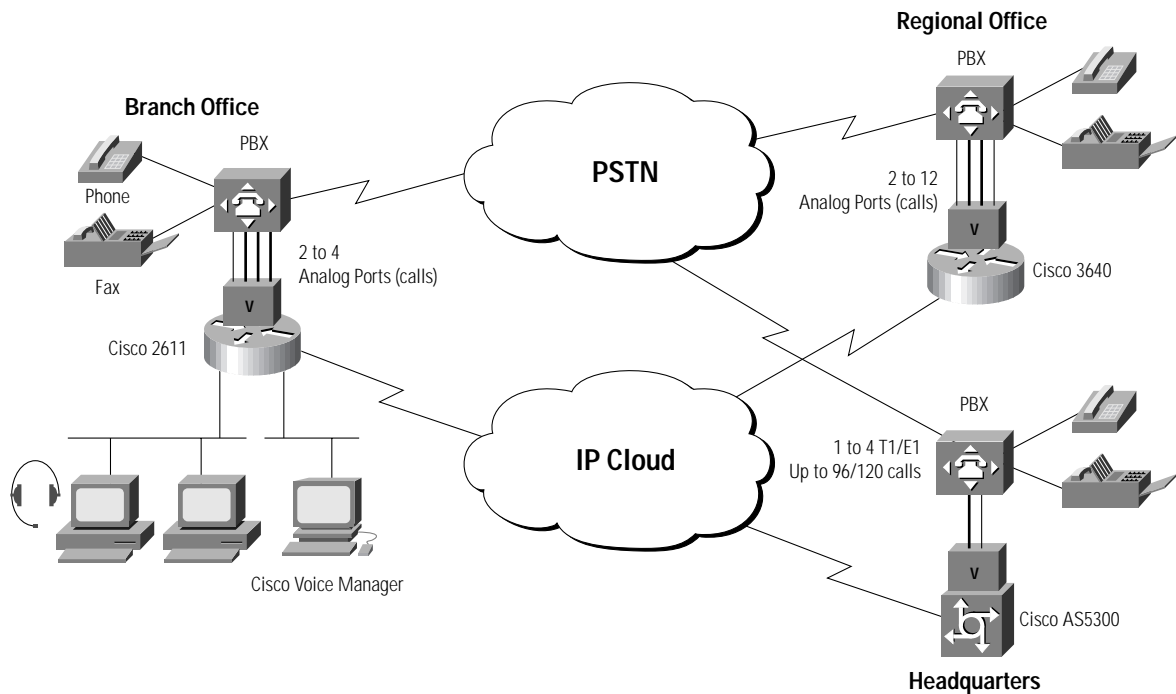 Regional Office
PBX
Branch Office
PBX
Phone
PSTN
2 to 12
Analog Ports (calls)
V
2 to 4
Analog Ports (calls)
Fax
V
Cisco 3640
Cisco 2611
PBX
IP Cloud
1 to 4 T1/E1
Up to 96/120 calls
Cisco Voice Manager
V
Cisco AS5300
Headquarters